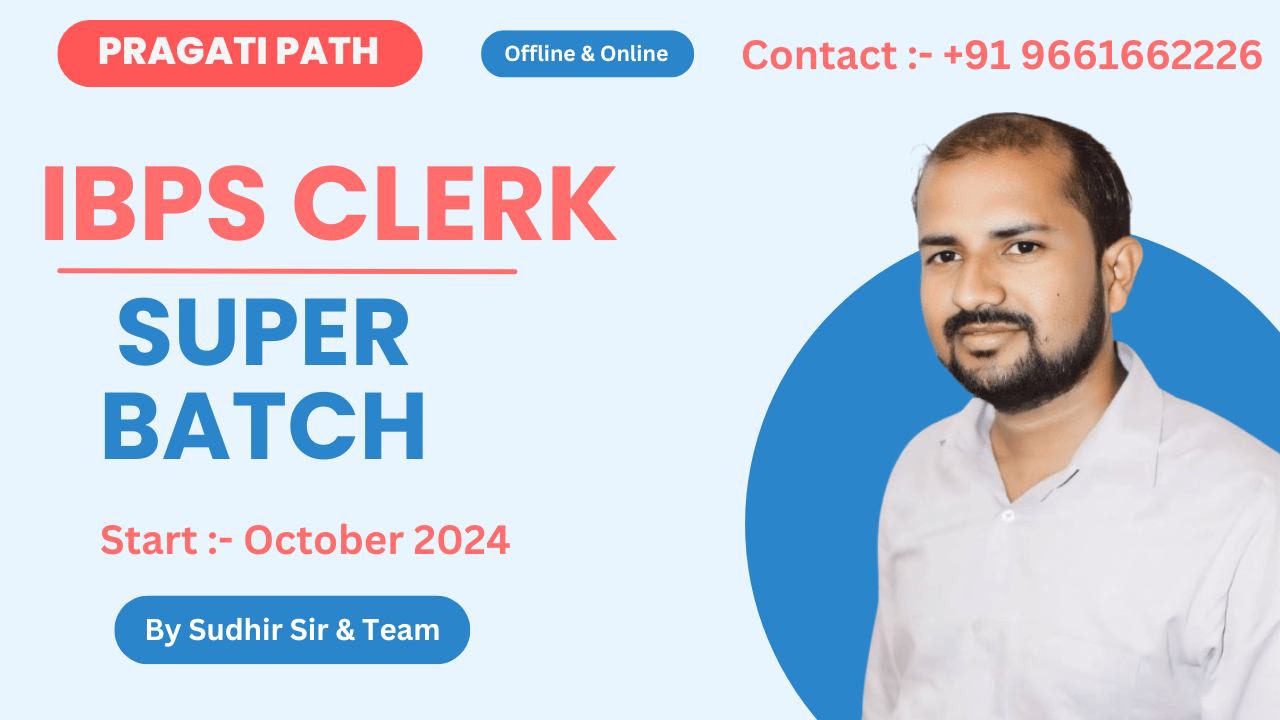 PRAGATI PATH
Offline & Online
Contact :- +91 9661662226
IBPS CLERK
SUPER
BATCH
Start :- October 2024
By Sudhir Sir & Team